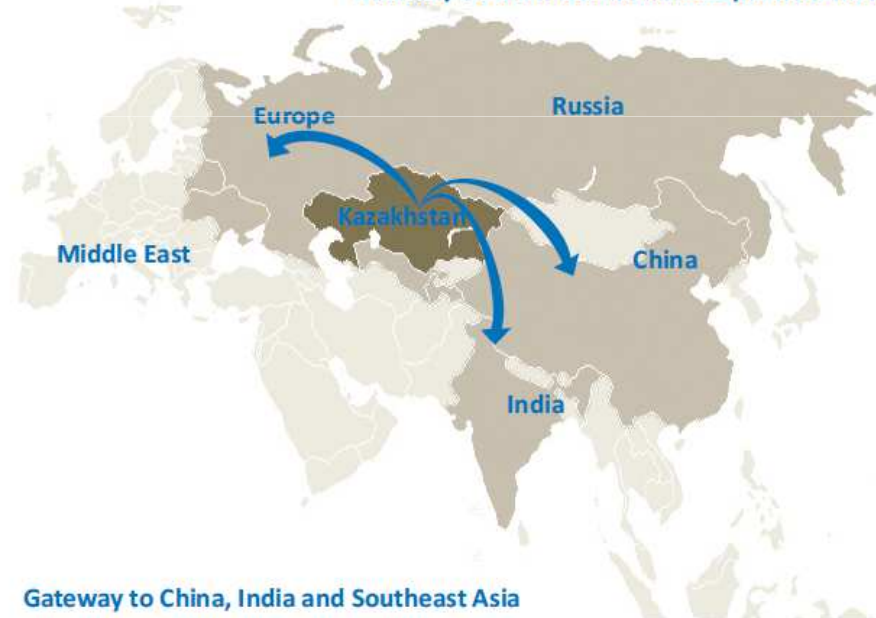 Europe
Russia
Kazakhstan
Middle East
China
India
Gateway to China, India and Southeast Asia